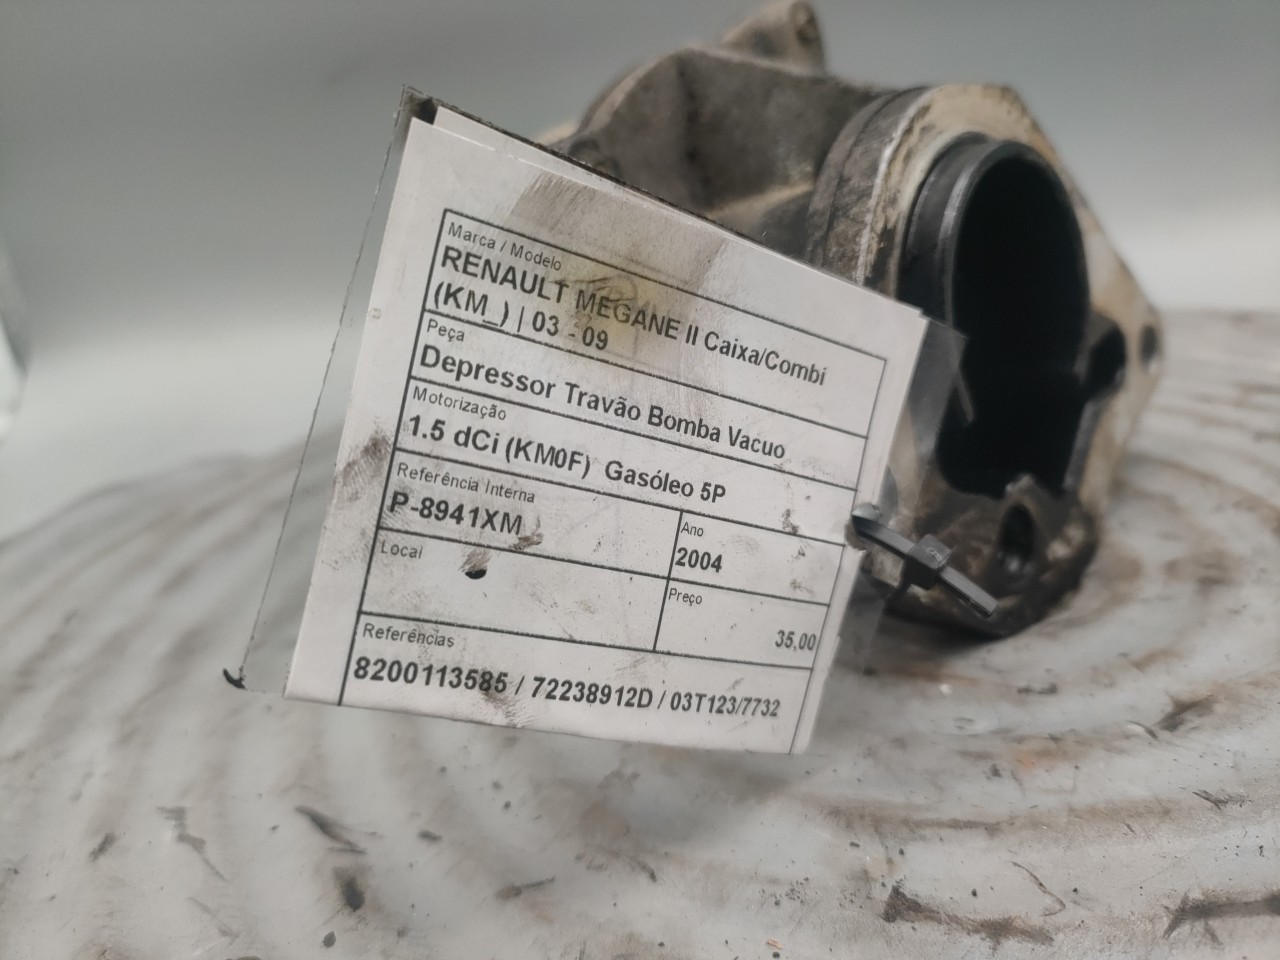 Marca / Modelo
RENAULT MEGANE II Caixa/Combi
(KM_) | 03 - 09
Peça
Depressor Travão Bomba Vacuo
Motorização
1.5 dCi (KM0F) Gasóleo 5P
Referência Interna
P-8941XM
Ano
2004
Local
Preço
35,00
Referências
8200113585 / 72238912D / 03T123/7732